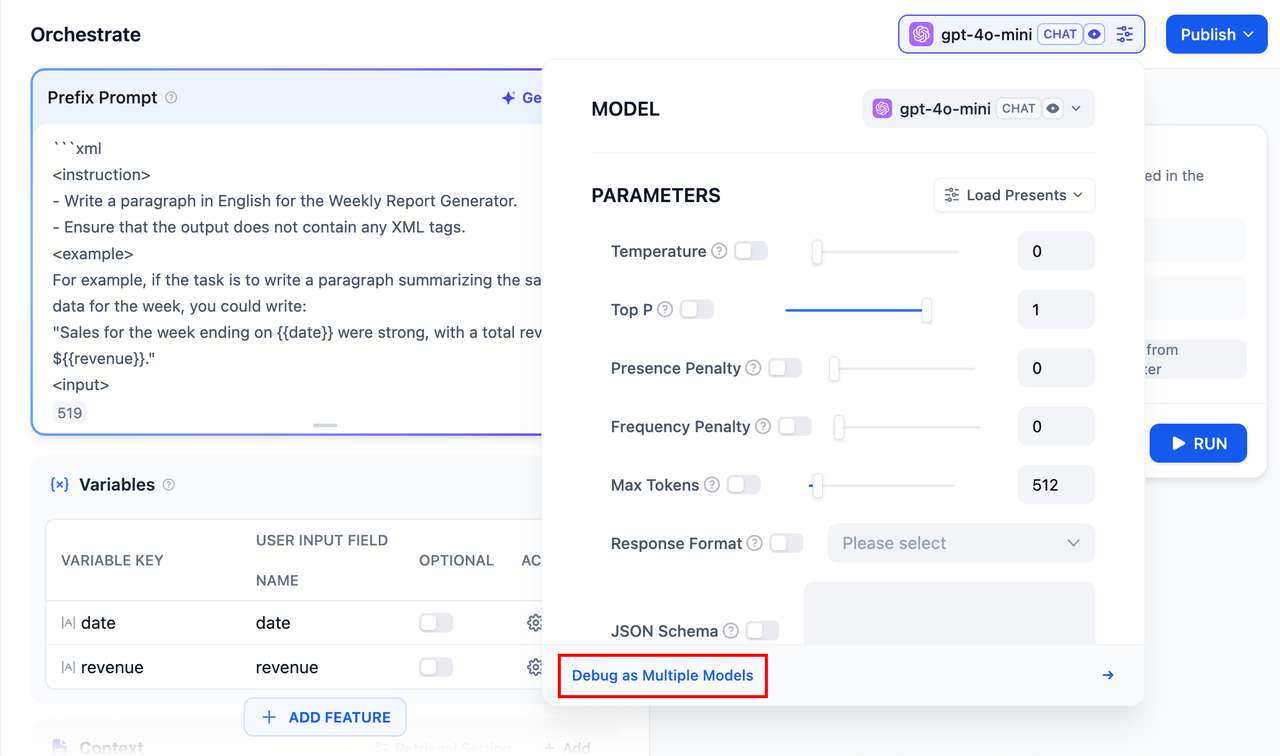 Orchestrate
gpt-4o-mini CHAT
Publish
Prefix Prompt
Ge
```xml
<instruction>
- Write a paragraph in English for the Weekly Report Generator.
- Ensure that the output does not contain any XML tags.
<example>
For example, if the task is to write a paragraph summarizing the sa
data for the week, you could write:
"Sales for the week ending on {{date}} were strong, with a total rev
${{revenue}}."
<input>
519
Variables
VARIABLE KEY
USER INPUT FIELD
NAME
OPTIONAL
AC
date date
revenue revenue
ADD FEATURE
Context Retrieval Setting + Add
MODEL
gpt-4o-mini CHAT
PARAMETERS
Load Presents
Temperature 0
Top P 1
Presence Penalty 0
Frequency Penalty 0
Max Tokens 512
Response Format Please select
JSON Schema
Debug as Multiple Models
ed in the
from
ter
RUN